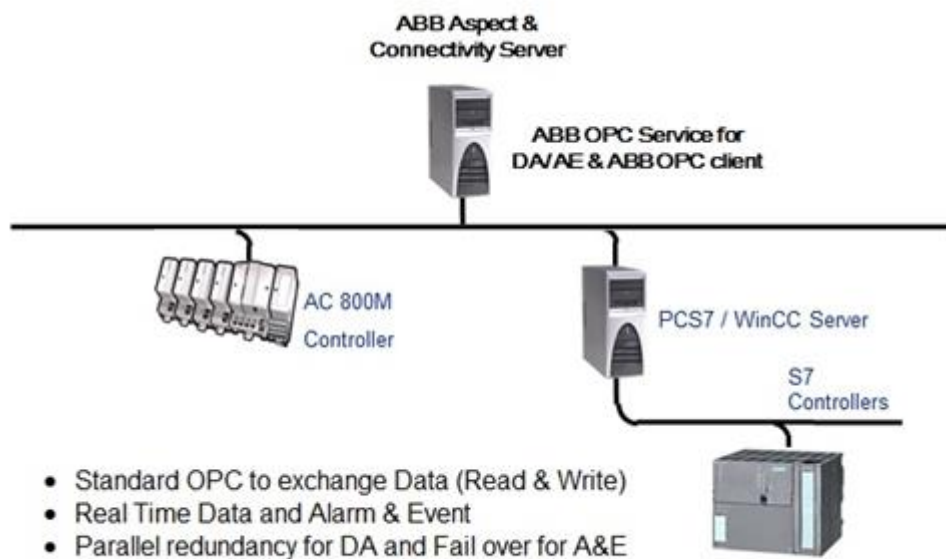 ABB Aspect &
Connectivity Server
ABB OPC Service for
DA/AE & ABB OPC client
AC 800M
Controller
PCS7 / WinCC Server
S7
Controllers
• Standard OPC to exchange Data (Read & Write)
• Real Time Data and Alarm & Event
• Parallel redundancy for DA and Fail over for A&E